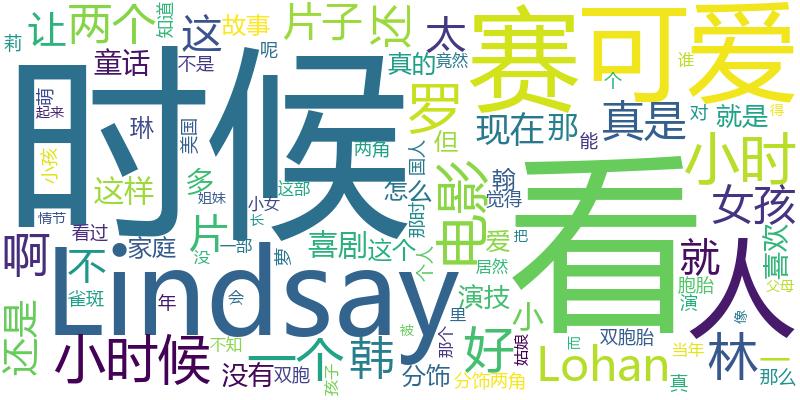 莉
让
两个
这
故事
知道
片子
还
太
赛
可爱
时候
童话
不是
呢
真的
竟然
个
谁
萌
起来
琳
美国
罗
现在
那
真是
对
就是
得
小孩
两角
但
国人
能
小时
这样
多
姐妹
小女
这部
怎么
翰
觉得
看
人
女孩
电影
情节
看过
长
啊
不
家庭
片
没
一部
萝
喜剧
这个
那时
个人
爱
把
居然
就
喜欢
Lindsay
雀斑
年
会
里
演技
小
胞胎
演
父母
像
还是
小时候
不知
被
那个
好
姑娘
而
双胞胎
林
一
一个
韩
没有
双胞
孩子
分饰
分饰两角
Lohan
当年
真
那么